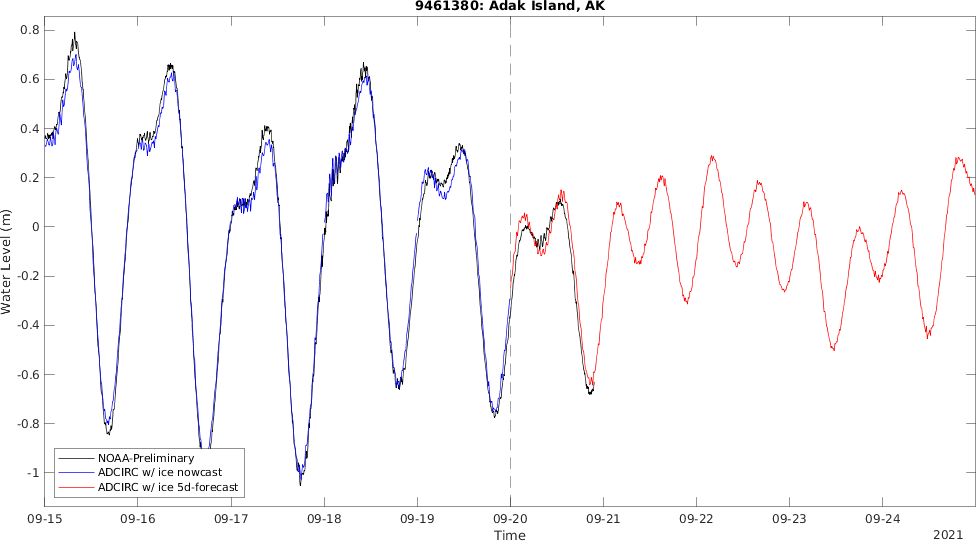 9461380: Adak Island, AK
Water Level (m)
0.8
0.6
0.4
0.2
0
-0.2
-0.4
-0.6
-0.8
-1
NOAA-Preliminary
ADCIRC w/ ice nowcast
ADCIRC w/ ice 5d-forecast
09-15 09-16 09-17 09-18 09-19 09-20 09-21 09-22 09-23 09-24
Time
2021